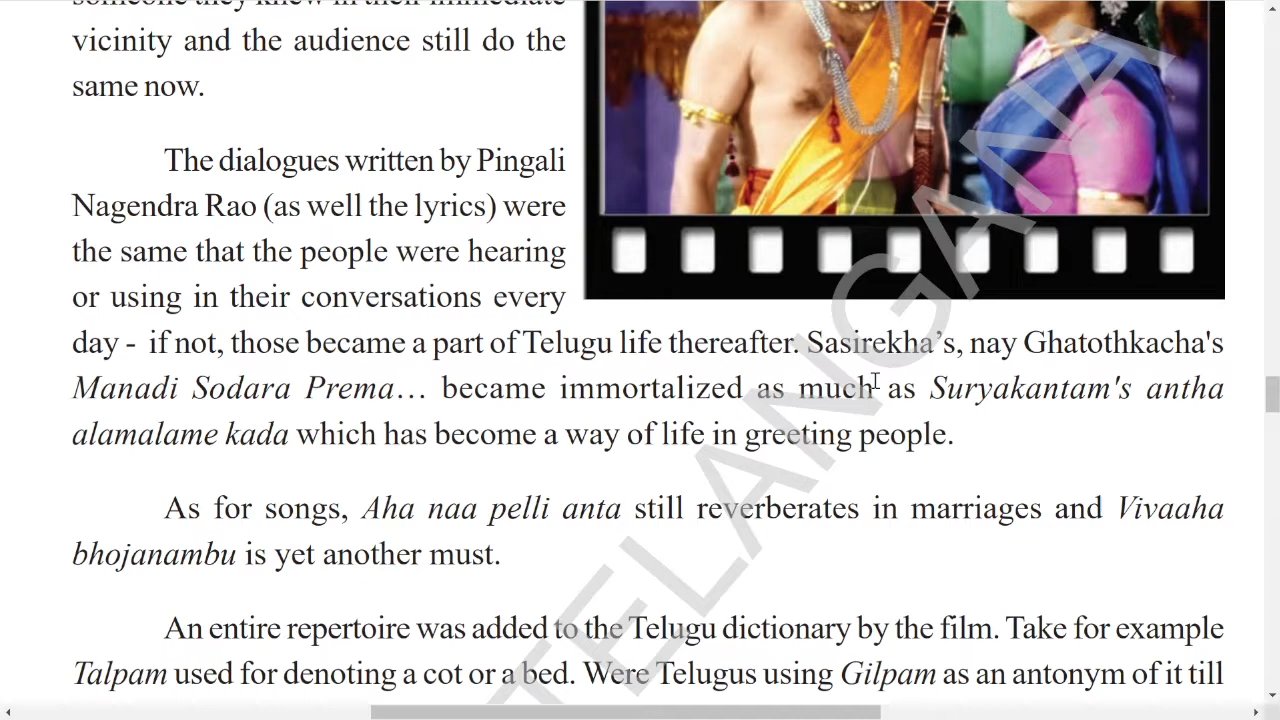 someone they knew in their immediate
vicinity and the audience still do the
same now.
The dialogues written by Pingali
Nagendra Rao (as well the lyrics) were
the same that the people were hearing
or using in their conversations every
day - if not, those became a part of Telugu life thereafter. Sasirekha’s, nay Ghatothkacha's
Manadi Sodara Prema… became immortalized as much as Suryakantam's antha
alamalame kada which has become a way of life in greeting people.
As for songs, Aha naa pelli anta still reverberates in marriages and Vivaaha
bhojanambu is yet another must.
An entire repertoire was added to the Telugu dictionary by the film. Take for example
Talpam used for denoting a cot or a bed. Were Telugus using Gilpam as an antonym of it till
TELANGANA